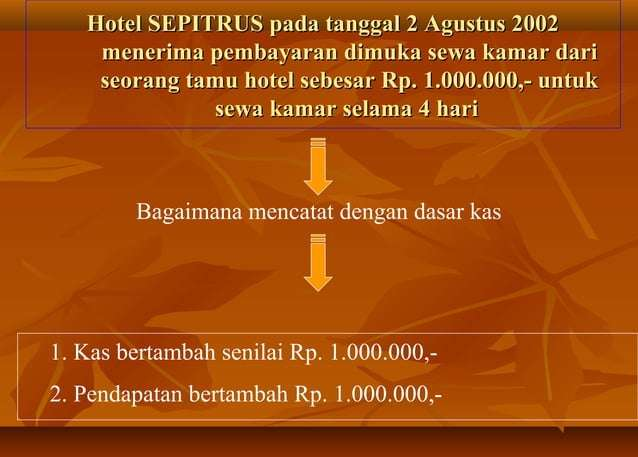 Hotel SEPITRUS pada tanggal 2 Agustus 2002
menerima pembayaran dimuka sewa kamar dari
seorang tamu hotel sebesar Rp. 1.000.000,- untuk
sewa kamar selama 4 hari
Bagaimana mencatat dengan dasar kas
1. Kas bertambah senilai Rp. 1.000.000,-
2. Pendapatan bertambah Rp. 1.000.000,-